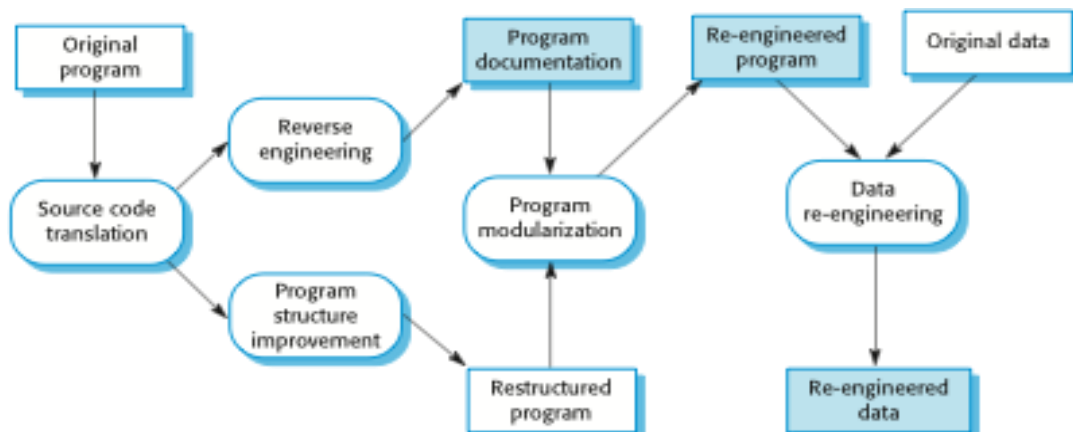 Original
program
Program
documentation
Re-engineered
program
Original data
Reverse
engineering
Source code
translation
Program
modularization
Data
re-engineering
Program
structure
improvement
Restructured
program
Re-engineered
data